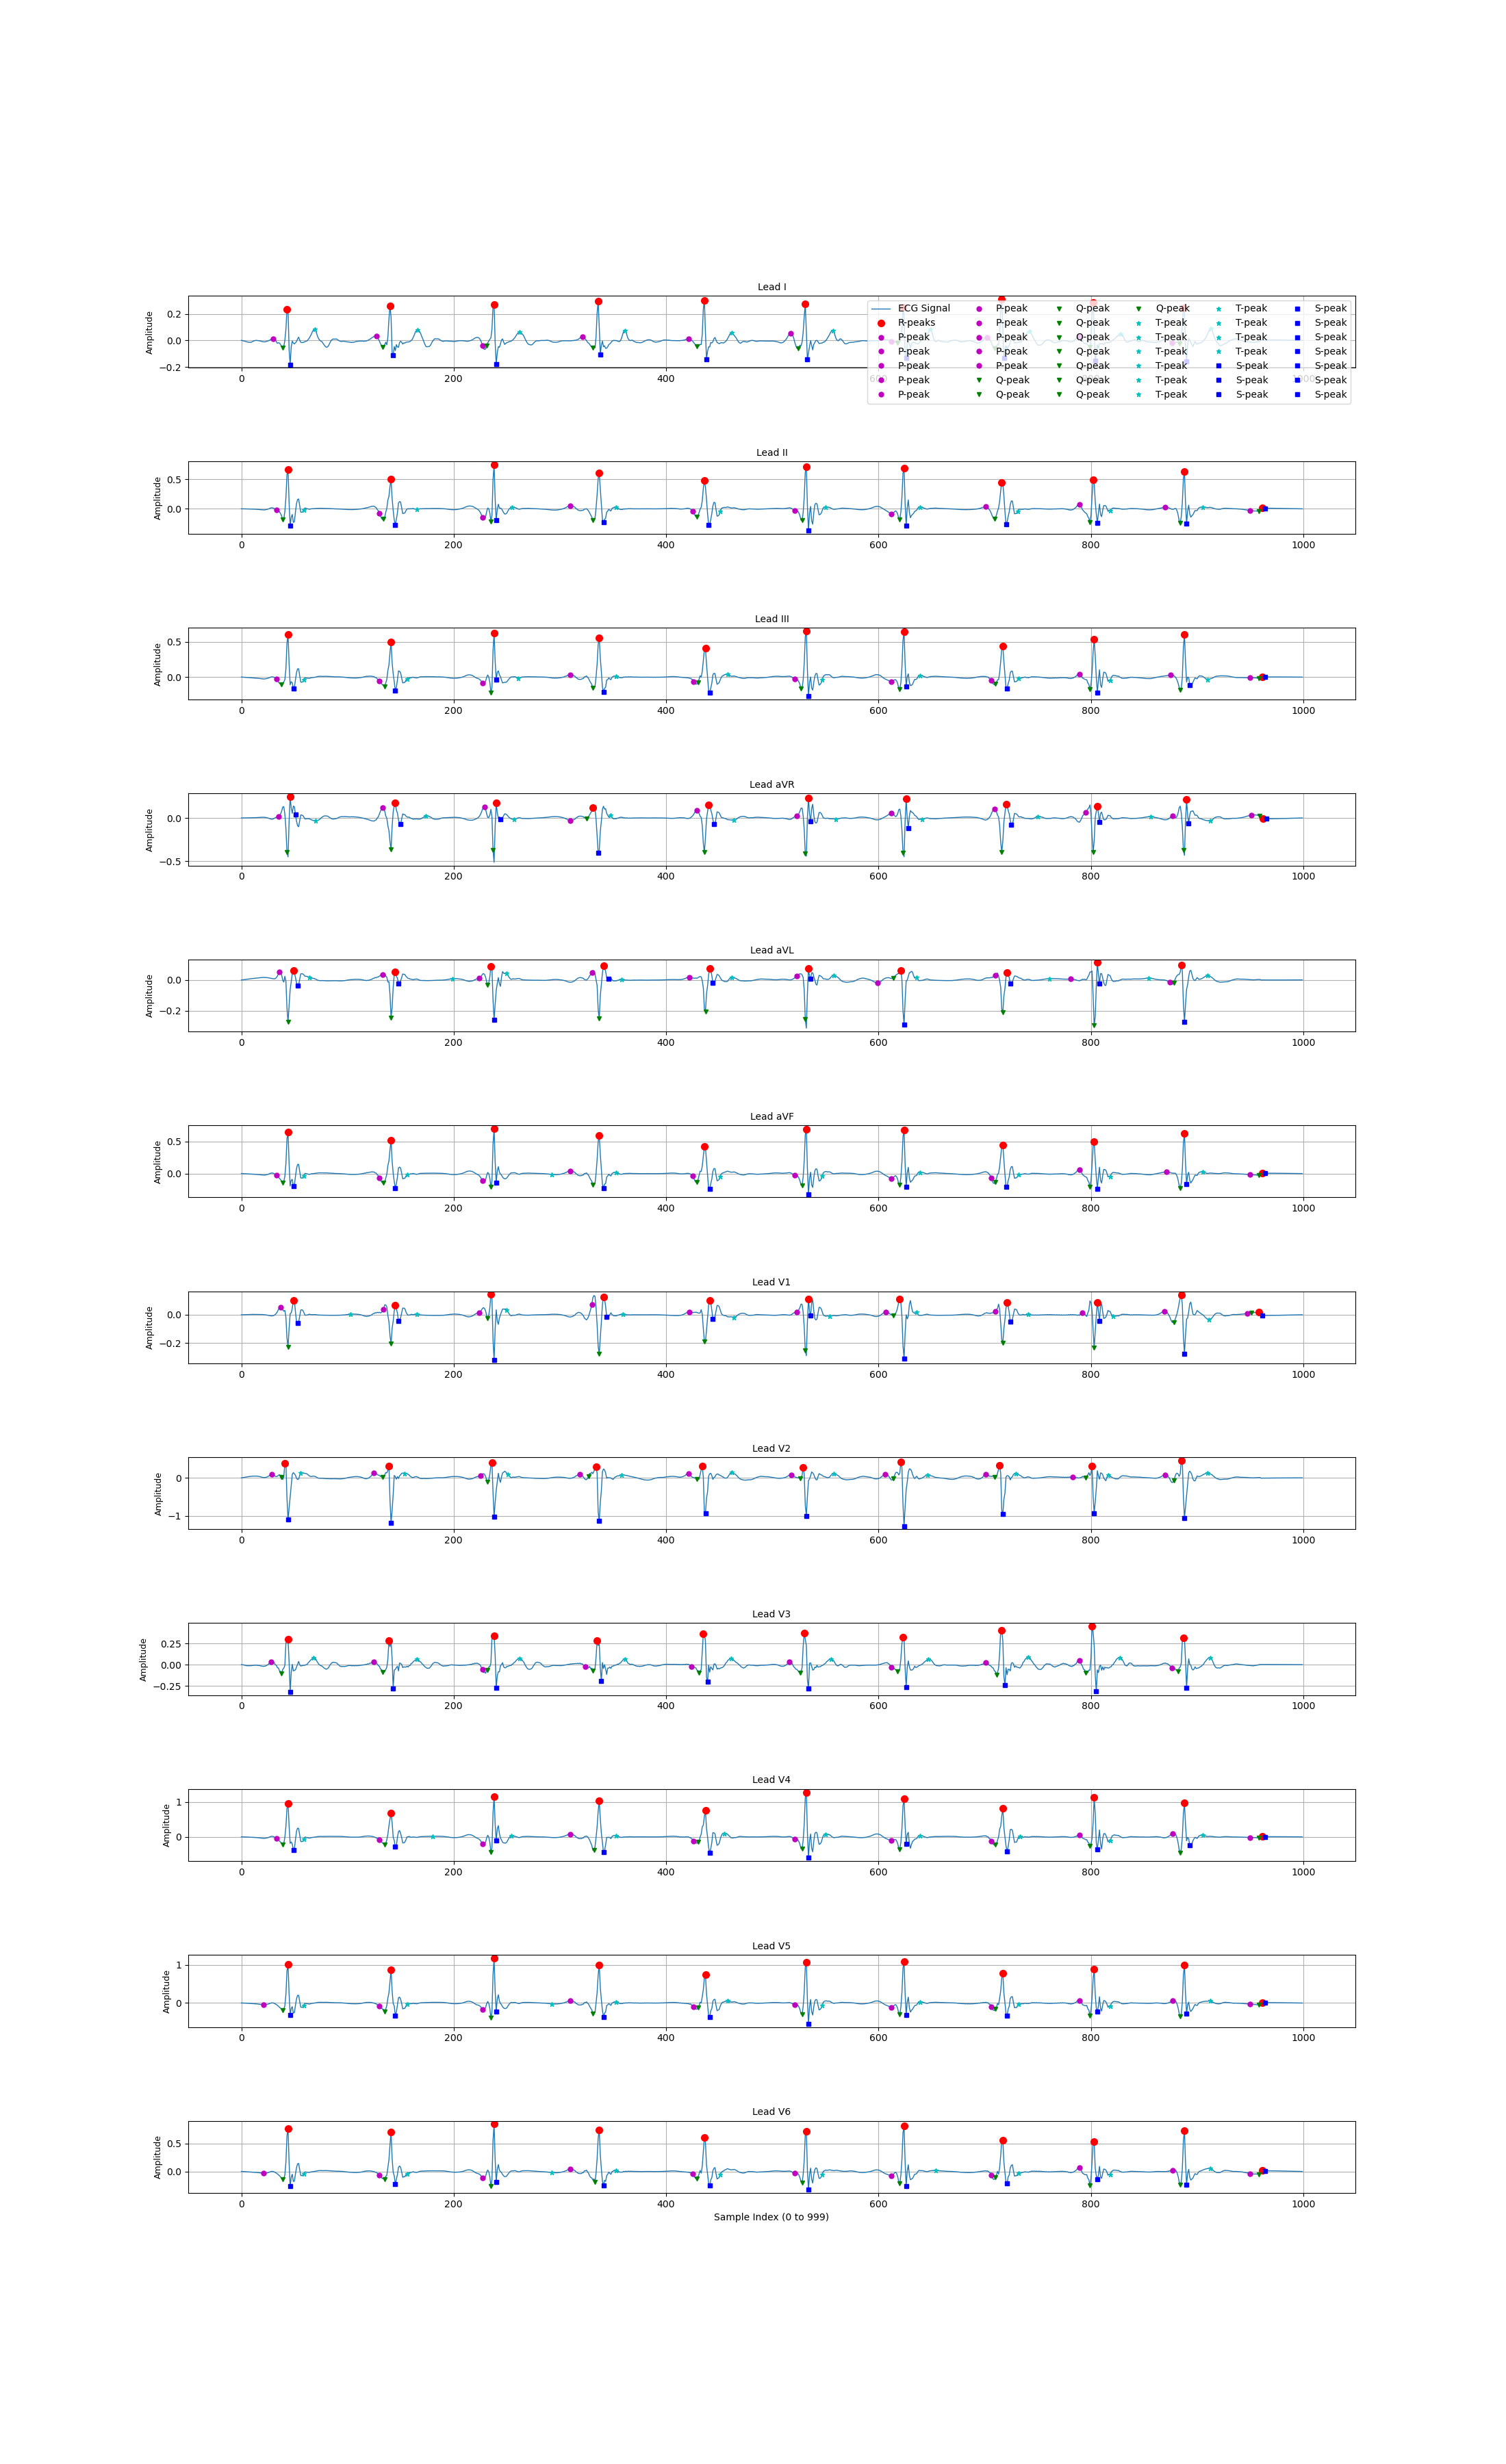 Lead I
Amplitude
0.2
0.0
−0.2
ECG Signal P-peak Q-peak Q-peak T-peak S-peak
R-peaks P-peak Q-peak T-peak T-peak S-peak
P-peak P-peak Q-peak T-peak T-peak S-peak
P-peak P-peak Q-peak T-peak T-peak S-peak
P-peak P-peak Q-peak T-peak S-peak S-peak
P-peak Q-peak Q-peak T-peak S-peak S-peak
P-peak Q-peak Q-peak T-peak S-peak S-peak
0 200 400 600 1000
Lead II
Amplitude
0.5
0.0
0 200 400 600 800 1000
Lead III
Amplitude
0.5
0.0
0 200 400 600 800 1000
Lead aVR
Amplitude
0.0
−0.5
0 200 400 600 800 1000
Lead aVL
Amplitude
0.0
−0.2
0 200 400 600 800 1000
Lead aVF
Amplitude
0.5
0.0
0 200 400 600 800 1000
Lead V1
Amplitude
0.0
−0.2
0 200 400 600 800 1000
Lead V2
Amplitude
0
−1
0 200 400 600 800 1000
Lead V3
Amplitude
0.25
0.00
−0.25
0 200 400 600 800 1000
Lead V4
Amplitude
1
0
0 200 400 600 800 1000
Lead V5
Amplitude
1
0
0 200 400 600 800 1000
Lead V6
Amplitude
0.5
0.0
0 200 400 600 800 1000
Sample Index (0 to 999)